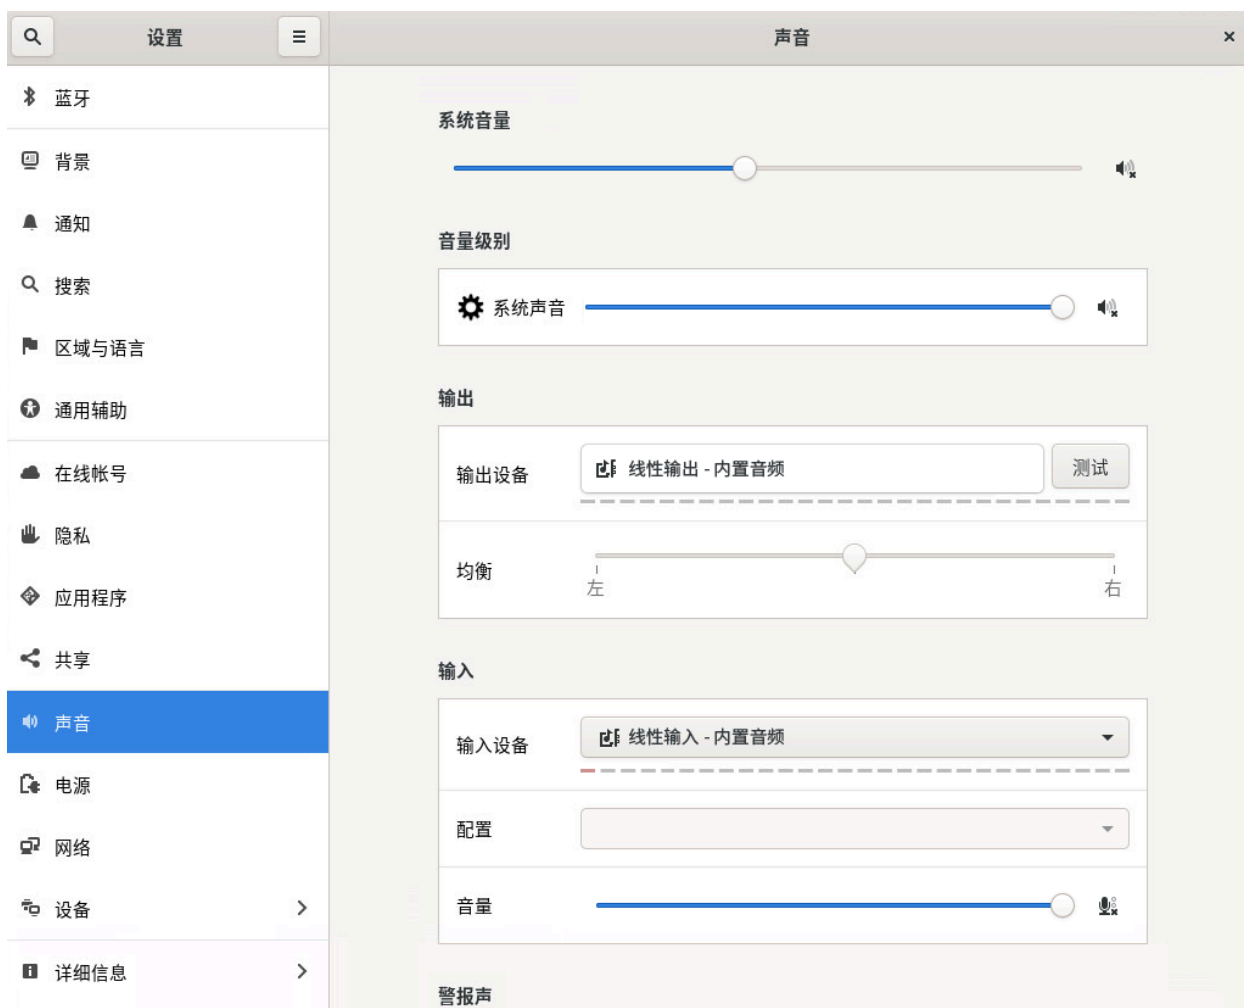 设置
声音
蓝牙
背景
通知
搜索
区域与语言
通用辅助
在线帐号
隐私
应用程序
共享
声音
电源
网络
设备
详细信息
系统音量
音量级别
系统声音
输出
输出设备
线性输出 - 内置音频
测试
均衡
左
右
输入
输入设备
线性输入 - 内置音频
配置
音量
警报声